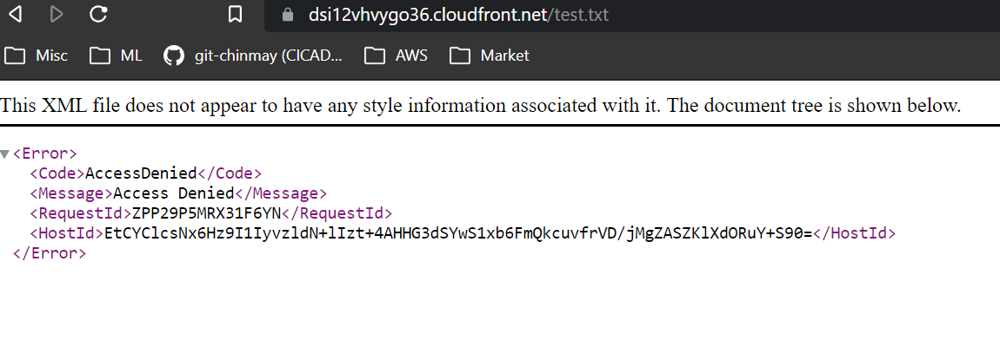 dsi12vhvygo36.cloudfront.net/test.txt
Misc ML git-chinmay (CICAD... AWS Market
This XML file does not appear to have any style information associated with it. The document tree is shown below.
<Error>
<Code>AccessDenied</Code>
<Message>Access Denied</Message>
<RequestId>ZPP29P5MRX31F6YN</RequestId>
<HostId>EtCYClcsNx6Hz9I1IyvzldN+lIzt+4AHHG3dSYwS1xb6FmQkcuvfrVD/jMgZASZKlXdORuY+S90=</HostId>
</Error>